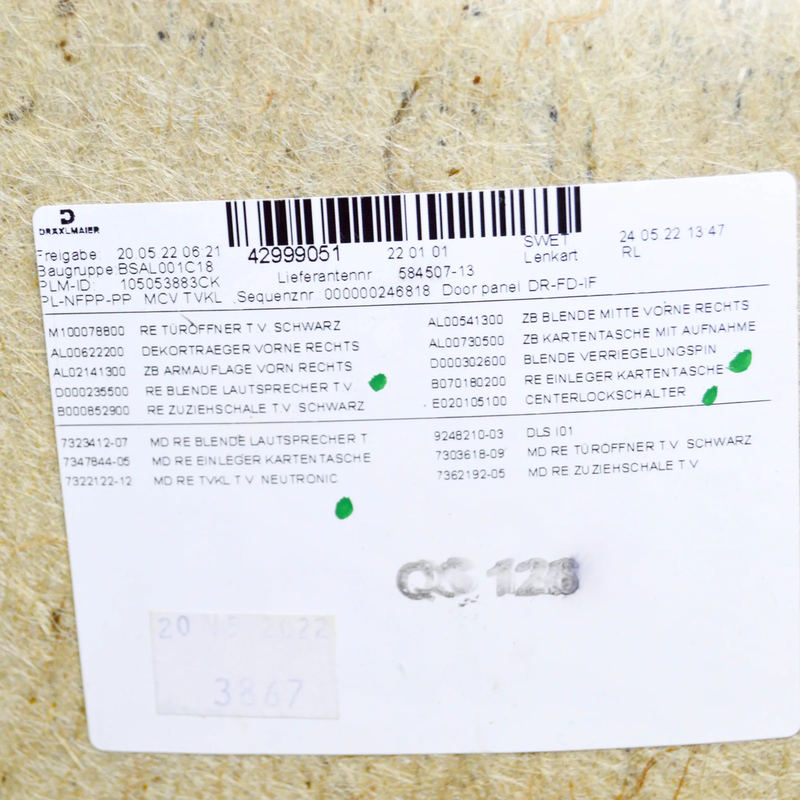 DRÄXLMAIER
Freigabe: 20.05.22 06:21 42999051 22 01 01 SWET 24.05.22 13 47
Baugruppe BSAL001C18 Lieferantennr. 584507-13 Lenkart RL
PLM-ID: 105053883CK
PL-NFPP-PP MCV TVKL Sequenznr 000000246818 Door panel DR-FD-IF
M100078800 RE TÜRÖFFNER T.V. SCHWARZ AL00541300 ZB BLENDE MITTE VORNE RECHTS
AL00622200 DEKORTRAEGER VORNE RECHTS AL00730500 ZB KARTENTASCHE MIT AUFNAHME
AL02141300 ZB ARMAUFLAGE VORN RECHTS D000302600 BLENDE VERRIEGELUNGSPIN
D000235500 RE BLENDE LAUTSPRECHER T.V. B070180200 RE EINLEGER KARTENTASCHE
B000852900 RE ZUZIEHSCHALE T.V. SCHWARZ E020105100 CENTERLOCKSCHALTER
7323412-07 MD RE BLENDE LAUTSPRECHER T 9248210-03 DLS I01
7347844-05 MD RE EINLEGER KARTENTASCHE 7303618-09 MD RE TÜRÖFFNER T.V. SCHWARZ
7322122-12 MD RE TVKL T.V. NEUTRONIC 7362192-05 MD RE ZUZIEHSCHALE T V
QS 126
20 2022
3867